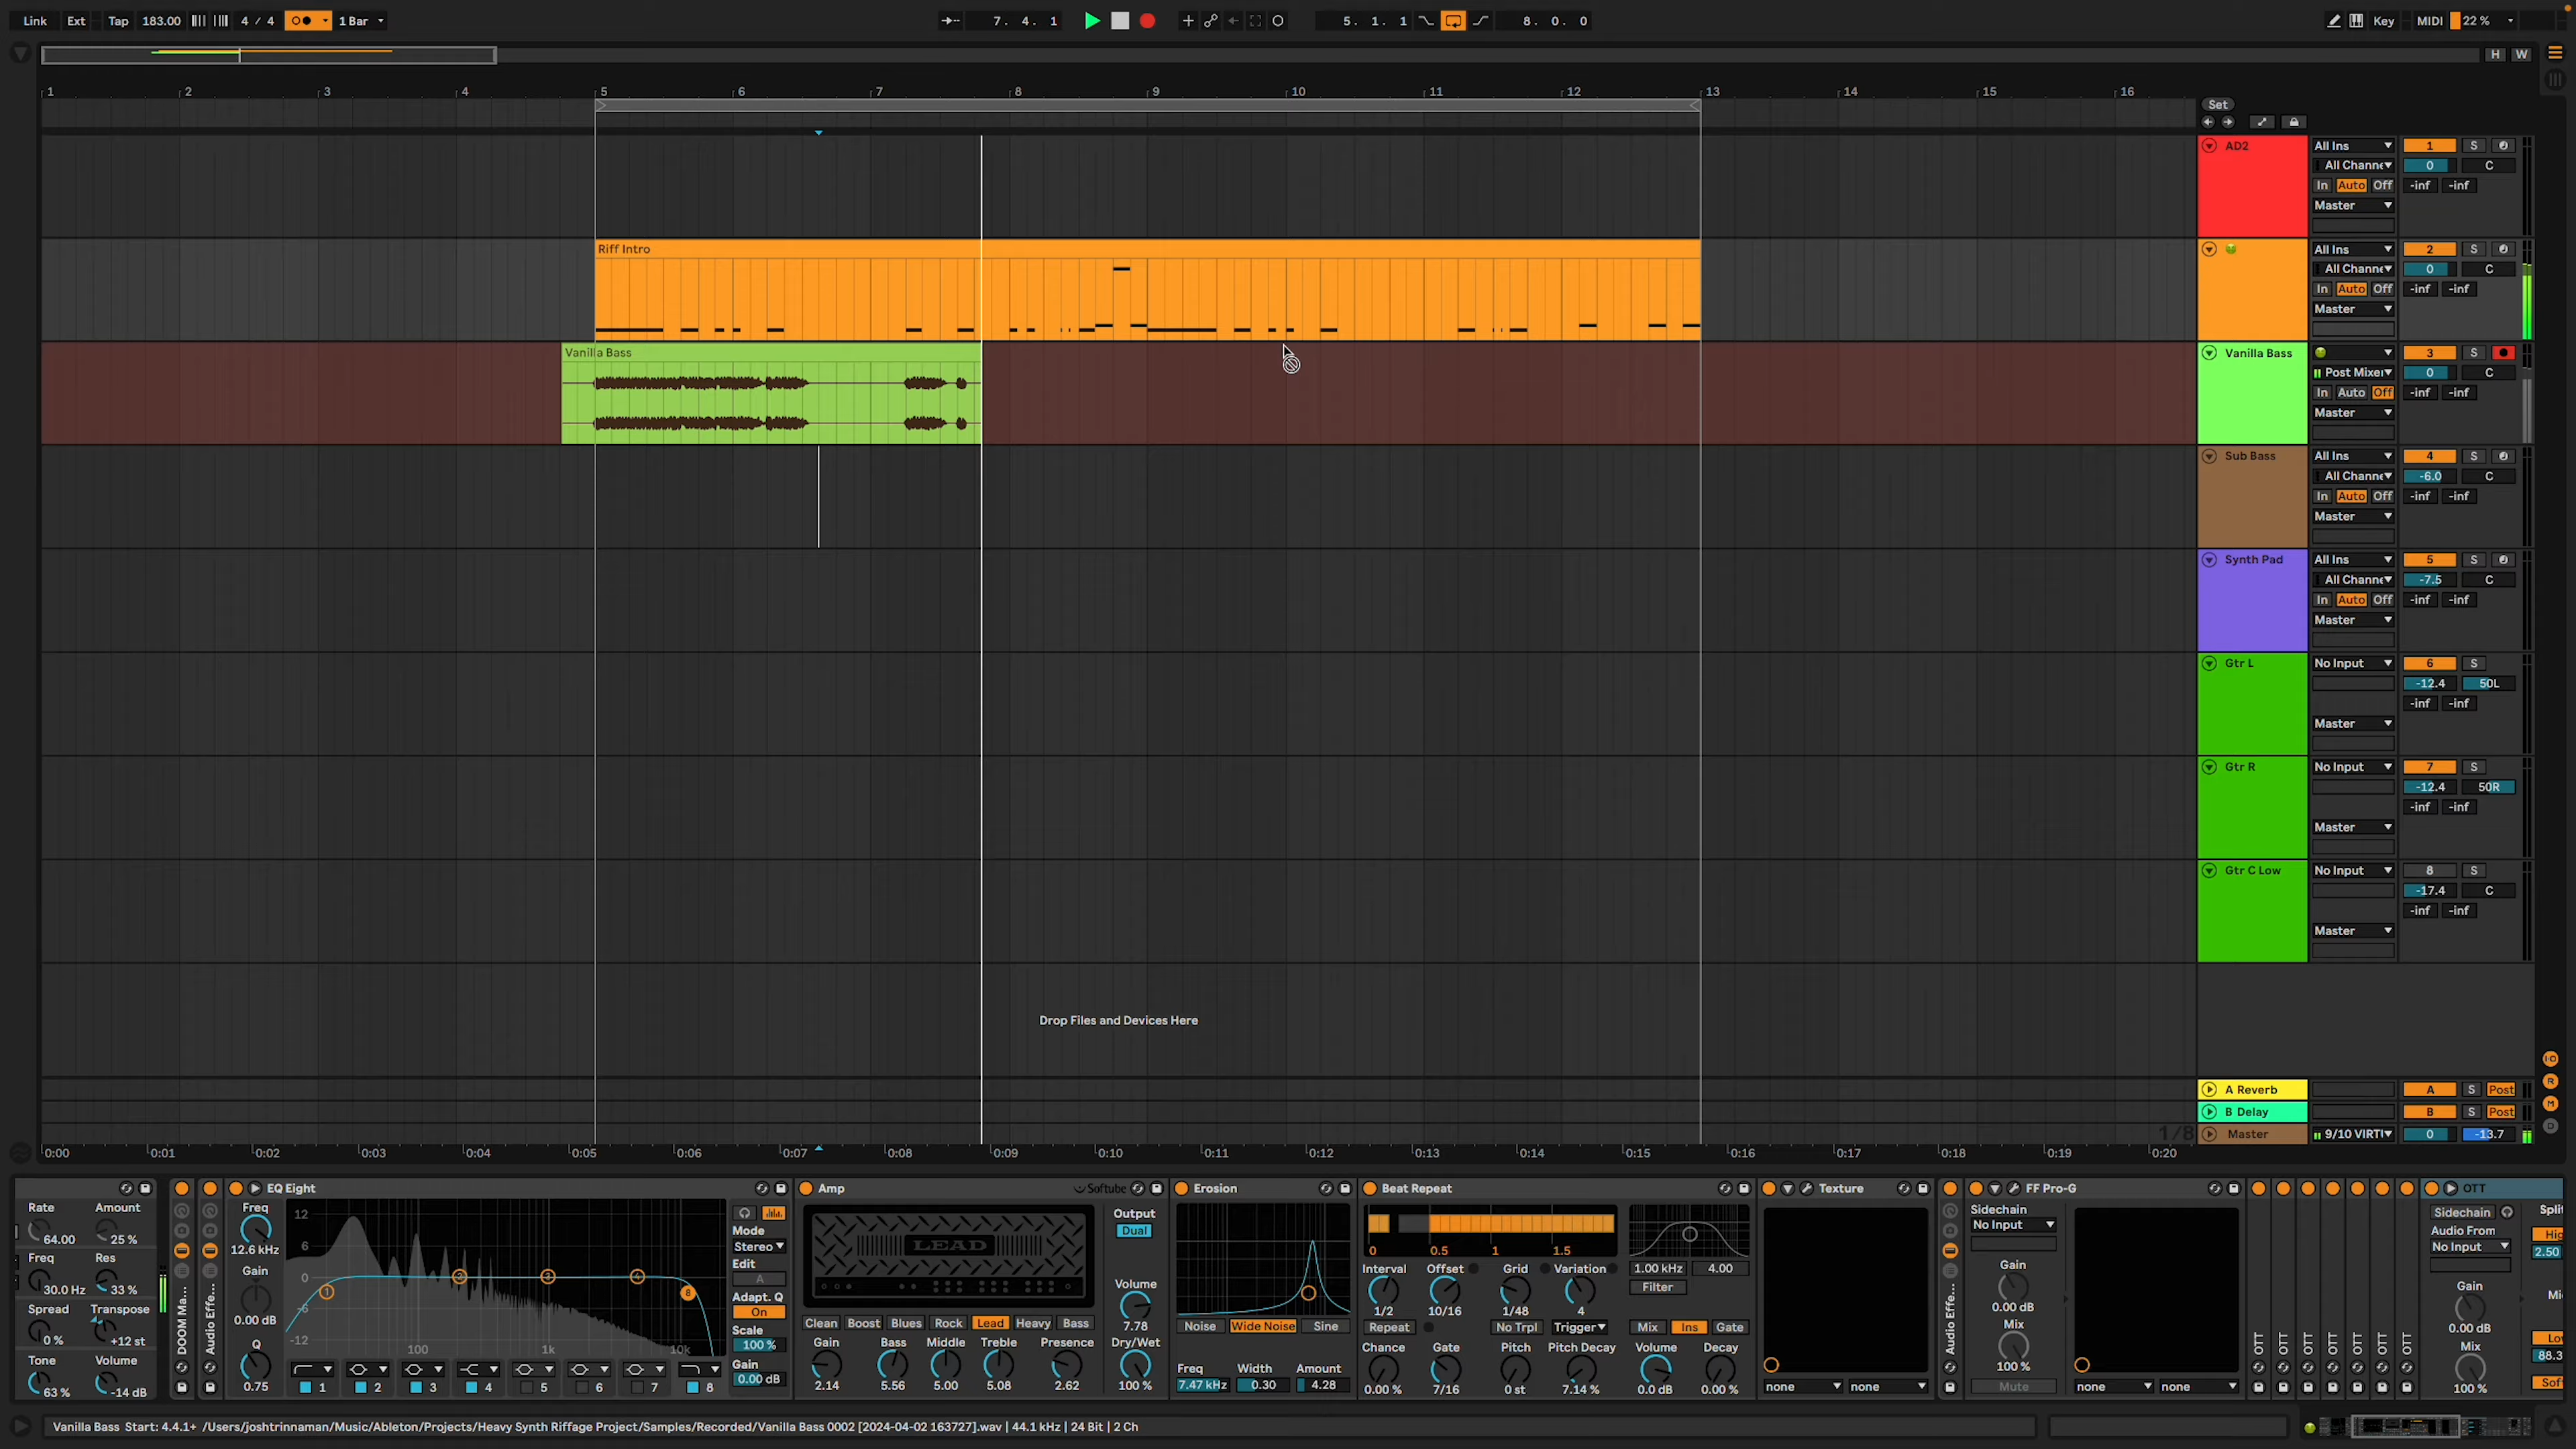 Link Ext Tap 183.00 4 / 4 1 Bar 7. 4. 1 5. 1. 1 8. 0. 0 Key MIDI 22 %
H W
1 2 3 4 5 6 7 8 9 10 11 12 13 14 15 16
Set
AD2 All Ins 1 S
All Channe 0 C
In Auto Off -inf -inf
Master
Riff Intro
All Ins 2 S
All Channe 0 C
In Auto Off -inf -inf
Master
Vanilla Bass
Vanilla Bass 3 S
Post Mixer 0 C
In Auto Off -inf -inf
Master
Sub Bass All Ins 4 S
All Channe -6.0 C
In Auto Off -inf -inf
Master
Synth Pad All Ins 5 S
All Channe -7.5 C
In Auto Off -inf -inf
Master
Gtr L No Input 6 S
-12.4 50L
-inf -inf
Master
Gtr R No Input 7 S
-12.4 50R
-inf -inf
Master
Gtr C Low No Input 8 S
-17.4 C
-inf -inf
Master
Drop Files and Devices Here
A Reverb A S Post
B Delay B S Post
1/8 Master 9/10 VIRTI 0 -13.7
0:00 0:01 0:02 0:03 0:04 0:05 0:06 0:07 0:08 0:09 0:10 0:11 0:12 0:13 0:14 0:15 0:16 0:17 0:18 0:19 0:20
Rate Amount
64.00 25 %
Freq Res
30.0 Hz 33 %
Spread Transpose
0 % +12 st
Tone Volume
63 % -14 dB
DOOM Ma...
Audio Effe...
EQ Eight
Freq
12.6 kHz
Gain
0.00 dB
Q
0.75
12
6
0
-6
-12
100 1k 10k
1 2 3 4 8
1 2 3 4 5 6 7 8
Mode
Stereo
Edit
A
Adapt. Q
On
Scale
100 %
Gain
0.00 dB
Amp Softube
LEAD
Clean Boost Blues Rock Lead Heavy Bass
Gain Bass Middle Treble Presence
2.14 5.56 5.00 5.08 2.62
Output
Dual
Volume
7.78
Dry/Wet
100 %
Erosion
Noise Wide Noise Sine
Freq Width Amount
7.47 kHz 0.30 4.28
Beat Repeat
0 0.5 1 1.5
Interval Offset Grid Variation
1/2 10/16 1/48 4
Repeat No Trpl Trigger
Chance Gate Pitch Pitch Decay
0.00 % 7/16 0 st 7.14 %
1.00 kHz 4.00
Filter
Mix Ins Gate
Volume Decay
0.0 dB 0.00 %
Texture
none none
Audio Effe...
FF Pro-G
Sidechain
No Input
Gain
0.00 dB
Mix
100 %
Mute
none none
OTT OTT OTT OTT OTT OTT OTT
OTT
Sidechain
Audio From
No Input
Gain
0.00 dB
Mix
100 %
Split
Hig
2.50
Mi
Lo
88.3
Sof
Vanilla Bass Start: 4.4.1+ /Users/joshtrinnaman/Music/Ableton/Projects/Heavy Synth Riffage Project/Samples/Recorded/Vanilla Bass 0002 [2024-04-02 163727].wav | 44.1 kHz | 24 Bit | 2 Ch